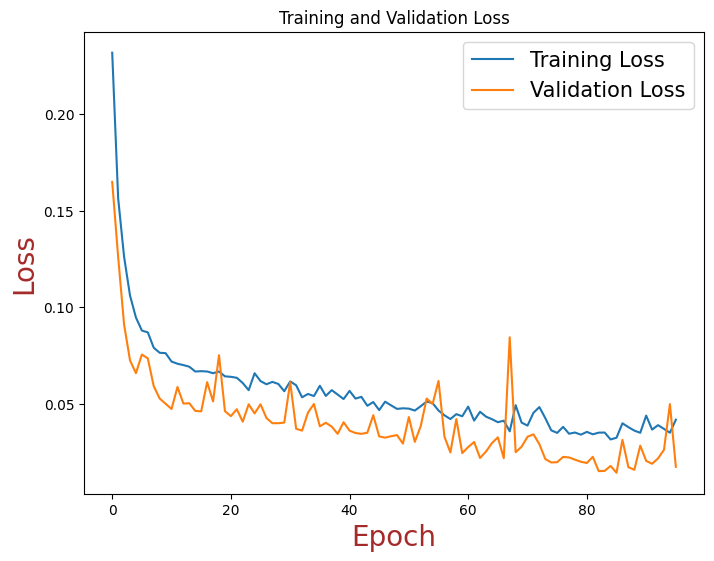 Training and Validation Loss
Training Loss
Validation Loss
0.20
0.15
0.10
0.05
Loss
0
20
40
60
80
Epoch